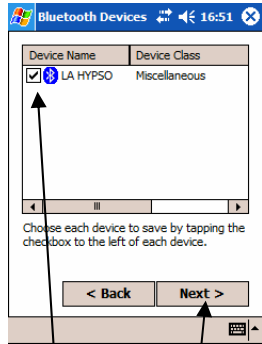 Bluetooth Devices 16:51
Device Name Device Class
LA HYPSO Miscellaneous
Choose each device to save by tapping the
checkbox to the left of each device.
< Back Next >